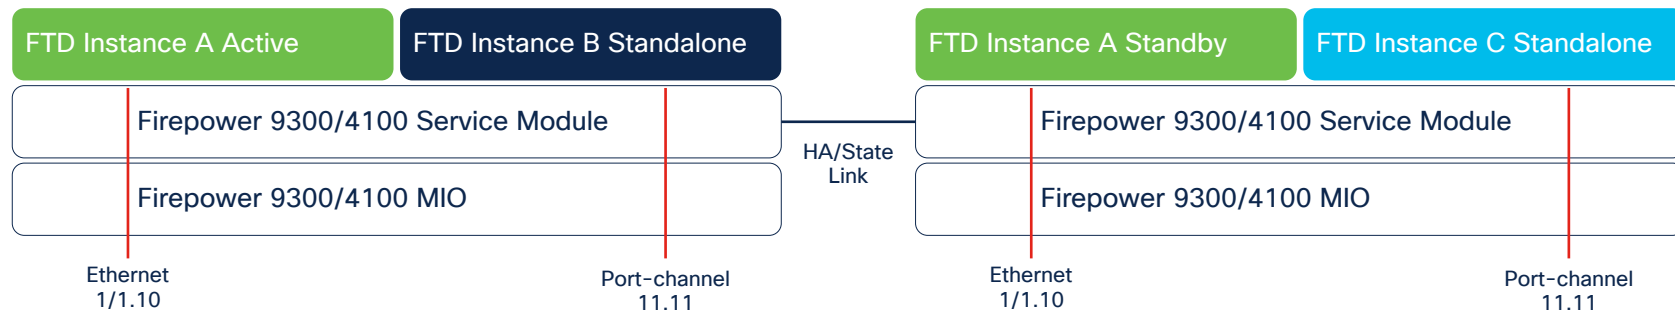 FTD Instance A Active
FTD Instance B Standalone
FTD Instance A Standby
FTD Instance C Standalone
Firepower 9300/4100 Service Module
HA/State
Link
Firepower 9300/4100 Service Module
Firepower 9300/4100 MIO
Firepower 9300/4100 MIO
Ethernet
1/1.10
Port-channel
11.11
Ethernet
1/1.10
Port-channel
11.11